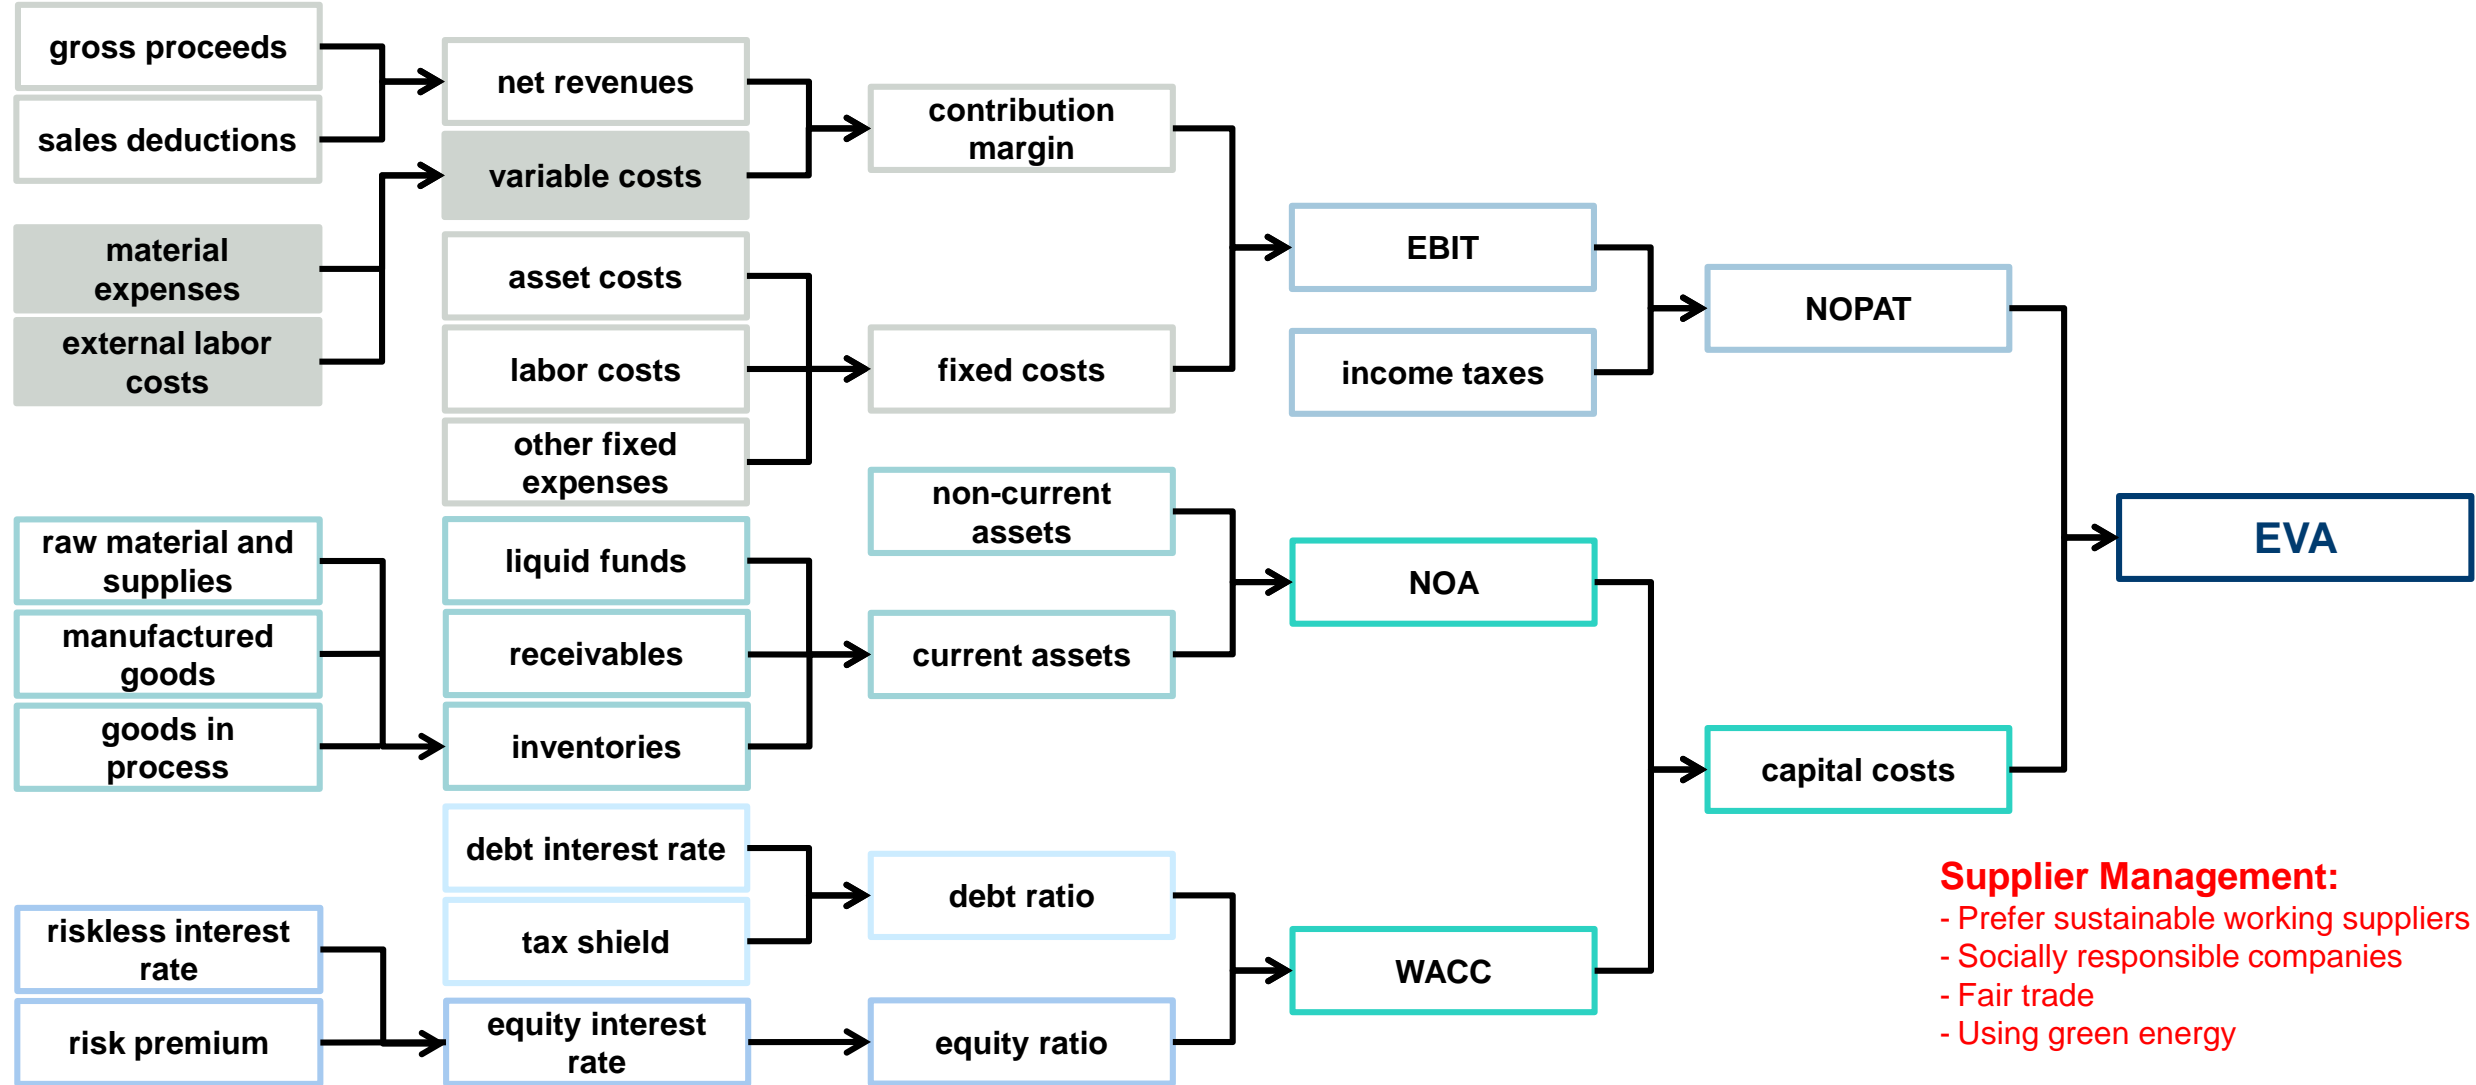 gross proceeds
sales deductions
material
expenses
external labor
costs
raw material and
supplies
manufactured
goods
goods in
process
riskless interest
rate
risk premium
net revenues
variable costs
asset costs
labor costs
other fixed
expenses
liquid funds
receivables
inventories
debt interest rate
tax shield
equity interest
rate
contribution
margin
fixed costs
non-current
assets
current assets
debt ratio
equity ratio
EBIT
income taxes
NOA
WACC
NOPAT
capital costs
EVA
Supplier Management:
- Prefer sustainable working suppliers
- Socially responsible companies
- Fair trade
- Using green energy